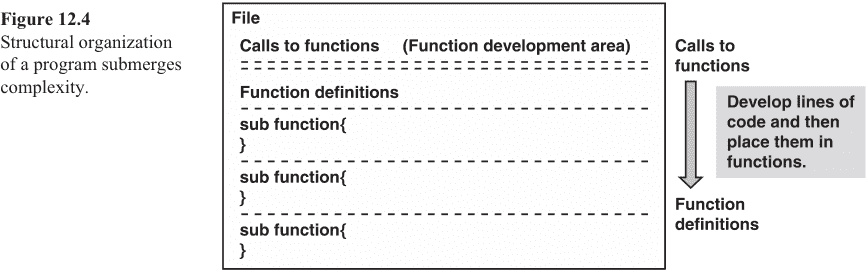 Figure 12.4
Structural organization
of a program submerges
complexity.
File
Calls to functions (Function development area)
Function definitions
sub function{
}
sub function{
}
sub function{
}
Calls to
functions
Develop lines of
code and then
place them in
functions.
Function
definitions